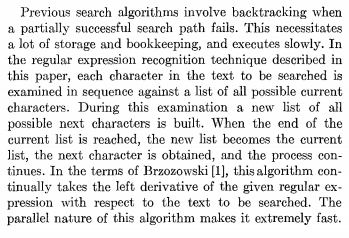 Previous search algorithms involve backtracking when
a partially successful search path fails. This necessitates
a lot of storage and bookkeeping, and executes slowly. In
the regular expression recognition technique described in
this paper, each character in the text to be searched is
examined in sequence against a list of all possible current
characters. During this examination a new list of all
possible next characters is built. When the end of the
current list is reached, the new list becomes the current
list, the next character is obtained, and the process con-
tinues. In the terms of Brzozowski [1], this algorithm con-
tinually takes the left derivative of the given regular ex-
pression with respect to the text to be searched. The
parallel nature of this algorithm makes it extremely fast.